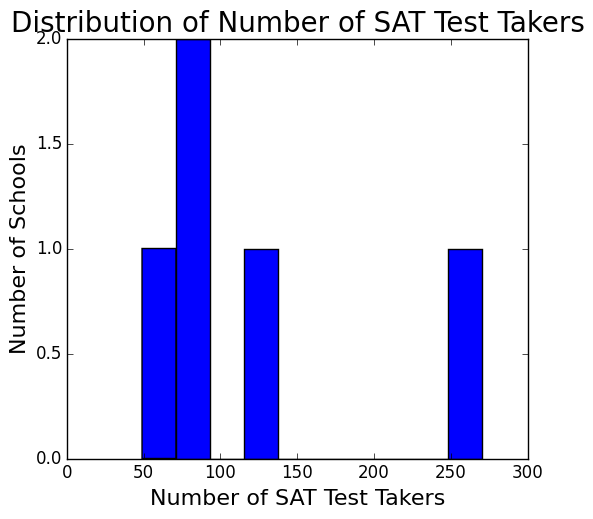 Distribution of Number of SAT Test Takers
2.0
1.5
1.0
0.5
0.0
Number of Schools
0 50 100 150 200 250 300
Number of SAT Test Takers